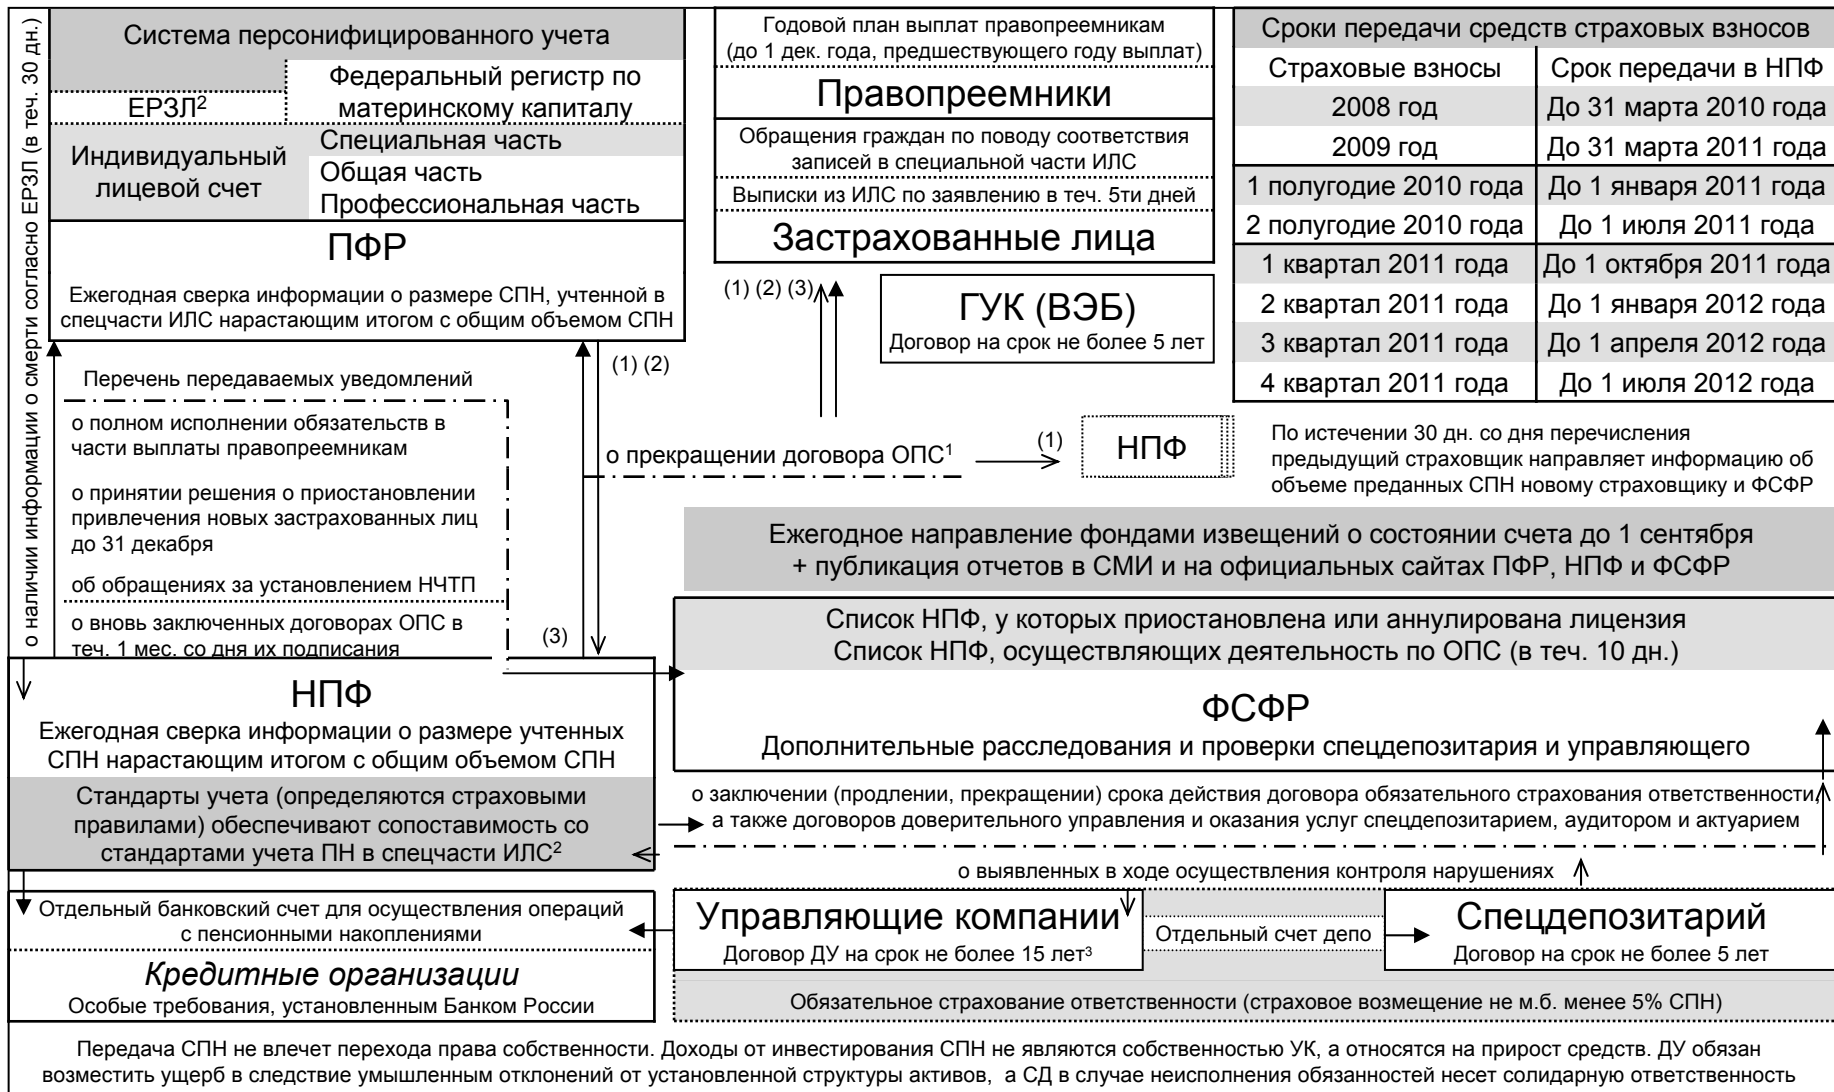 о наличии информации о смерти согласно ЕРЗЛ (в теч. 30 дн.)
Система персонифицированного учета
ЕРЗЛ²
Федеральный регистр по
материнскому капиталу
Индивидуальный
лицевой счет
Специальная часть
Общая часть
Профессиональная часть
ПФР
Ежегодная сверка информации о размере СПН, учтенной в
спецчасти ИЛС нарастающим итогом с общим объемом СПН
Годовой план выплат правопреемникам
(до 1 дек. года, предшествующего году выплат)
Правопреемники
Обращения граждан по поводу соответствия
записей в специальной части ИЛС
Выписки из ИЛС по заявлению в теч. 5ти дней
Застрахованные лица
(1) (2) (3)
ГУК (ВЭБ)
Договор на срок не более 5 лет
Сроки передачи средств страховых взносов
Страховые взносы Срок передачи в НПФ
2008 год До 31 марта 2010 года
2009 год До 31 марта 2011 года
1 полугодие 2010 года До 1 января 2011 года
2 полугодие 2010 года До 1 июля 2011 года
1 квартал 2011 года До 1 октября 2011 года
2 квартал 2011 года До 1 января 2012 года
3 квартал 2011 года До 1 апреля 2012 года
4 квартал 2011 года До 1 июля 2012 года
(1) (2)
Перечень передаваемых уведомлений
о полном исполнении обязательств в
части выплаты правопреемникам
о принятии решения о приостановлении
привлечения новых застрахованных лиц
до 31 декабря
об обращениях за установлением НЧТП
о вновь заключенных договорах ОПС в
теч. 1 мес. со дня их подписания
(3)
о прекращении договора ОПС¹
(1)
НПФ
По истечении 30 дн. со дня перечисления
предыдущий страховщик направляет информацию об
объеме преданных СПН новому страховщику и ФСФР
Ежегодное направление фондами извещений о состоянии счета до 1 сентября
+ публикация отчетов в СМИ и на официальных сайтах ПФР, НПФ и ФСФР
Список НПФ, у которых приостановлена или аннулирована лицензия
Список НПФ, осуществляющих деятельность по ОПС (в теч. 10 дн.)
ФСФР
Дополнительные расследования и проверки спецдепозитария и управляющего
НПФ
Ежегодная сверка информации о размере учтенных
СПН нарастающим итогом с общим объемом СПН
Стандарты учета (определяются страховыми
правилами) обеспечивают сопоставимость со
стандартами учета ПН в спецчасти ИЛС²
о заключении (продлении, прекращении) срока действия договора обязательного страхования ответственности,
а также договоров доверительного управления и оказания услуг спецдепозитарием, аудитором и актуарием
о выявленных в ходе осуществления контроля нарушениях
Отдельный банковский счет для осуществления операций
с пенсионными накоплениями
Кредитные организации
Особые требования, установленным Банком России
Управляющие компании
Договор ДУ на срок не более 15 лет³
Отдельный счет депо
Спецдепозитарий
Договор на срок не более 5 лет
Обязательное страхование ответственности (страховое возмещение не м.б. менее 5% СПН)
Передача СПН не влечет перехода права собственности. Доходы от инвестирования СПН не являются собственностью УК, а относятся на прирост средств. ДУ обязан
возместить ущерб в следствие умышленным отклонений от установленной структуры активов, а СД в случае неисполнения обязанностей несет солидарную ответственность